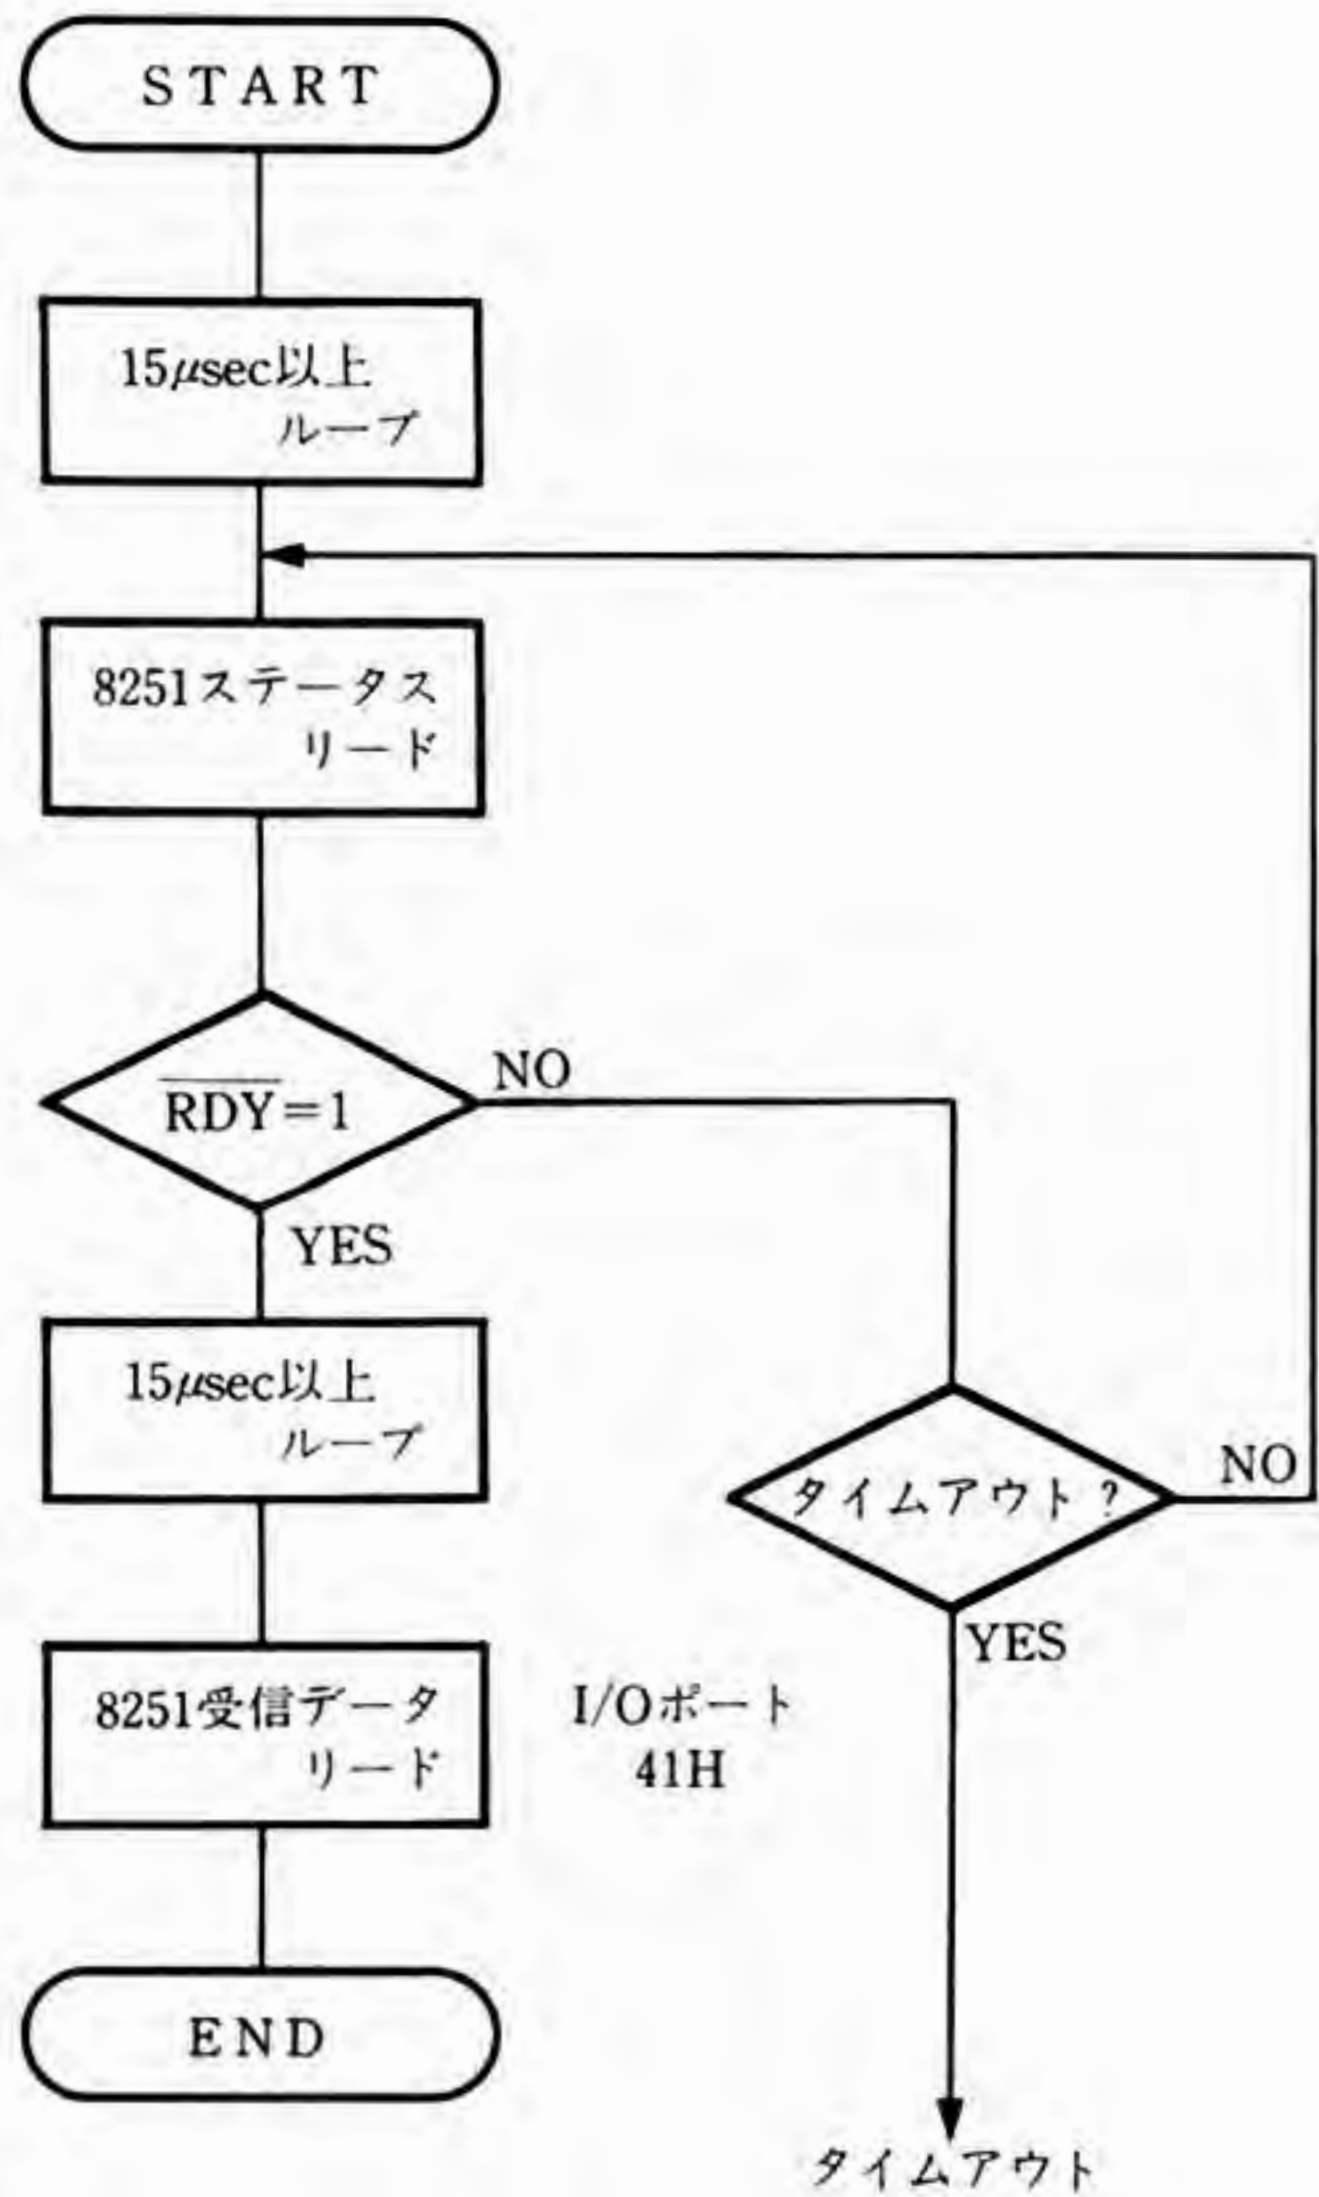 START
15μsec以上
ループ
8251ステータス
リード
RDY=1
NO
YES
15μsec以上
ループ
タイムアウト?
NO
YES
8251受信データ
リード
I/Oポート
41H
END
タイムアウト